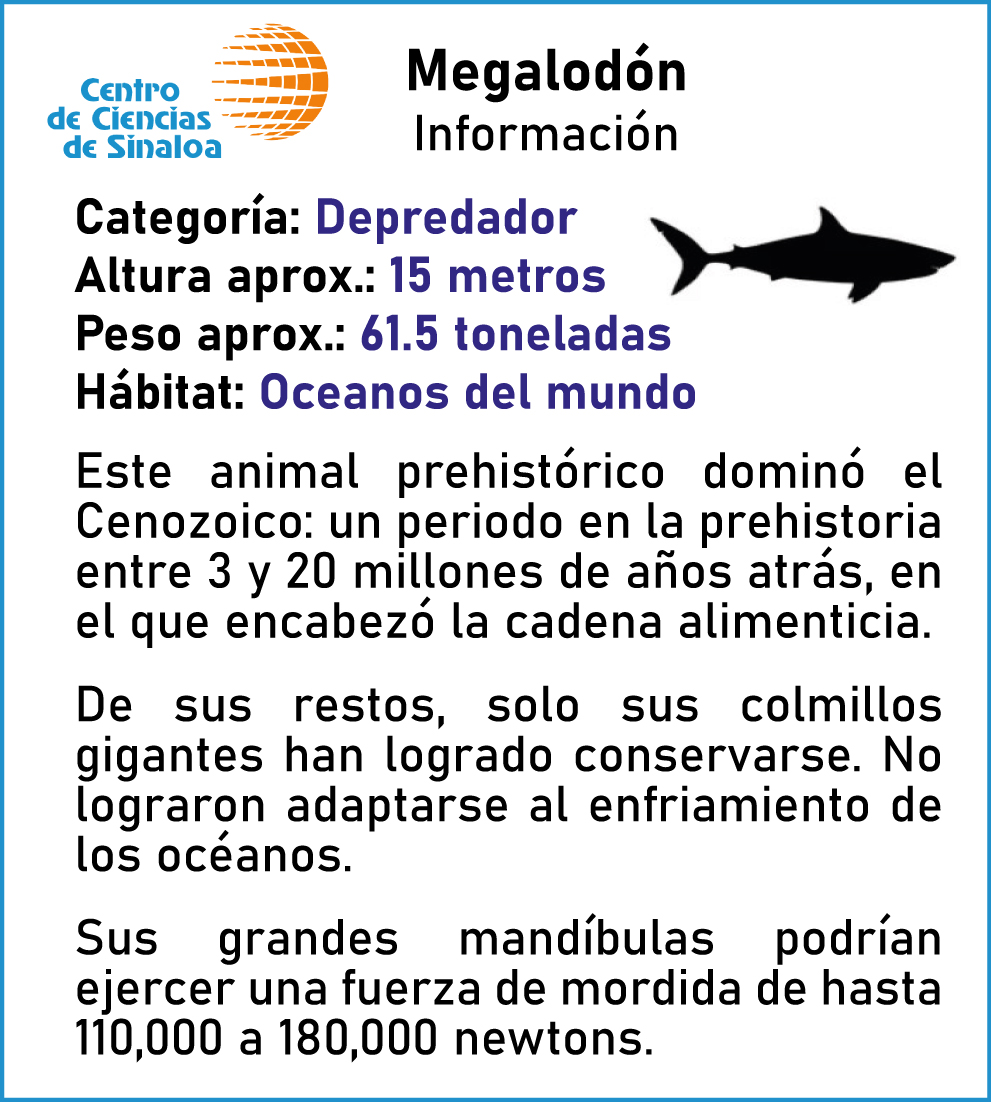 Centro
de Ciencias
de Sinaloa
Megalodón
Información
Categoría: Depredador
Altura aprox.: 15 metros
Peso aprox.: 61.5 toneladas
Hábitat: Oceanos del mundo
Este animal prehistórico dominó el
Cenozoico: un periodo en la prehistoria
entre 3 y 20 millones de años atrás, en
el que encabezó la cadena alimenticia.
De sus restos, solo sus colmillos
gigantes han logrado conservarse. No
lograron adaptarse al enfriamiento de
los océanos.
Sus grandes mandíbulas podrían
ejercer una fuerza de mordida de hasta
110,000 a 180,000 newtons.